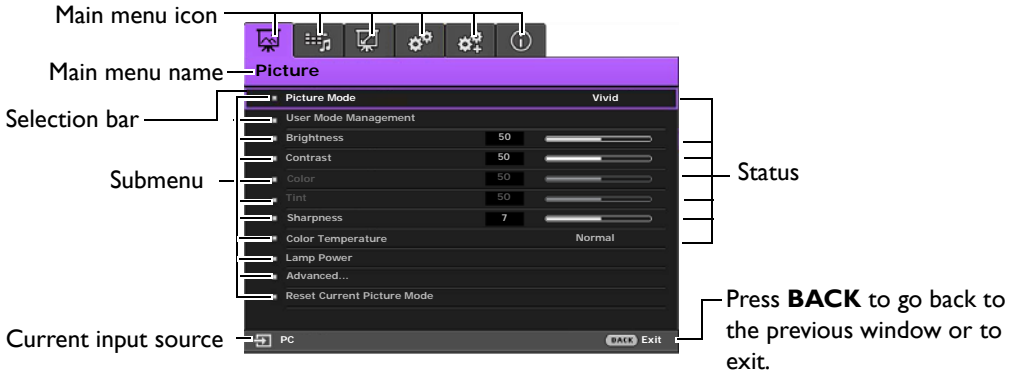 Main menu icon
Main menu name
Picture
Selection bar
Picture Mode Vivid
User Mode Management
Brightness 50
Contrast 50
Submenu
Color 50
Status
Tint 50
Sharpness 7
Color Temperature Normal
Lamp Power
Advanced...
Reset Current Picture Mode
Current input source
PC
BACK Exit
Press BACK to go back to
the previous window or to
exit.